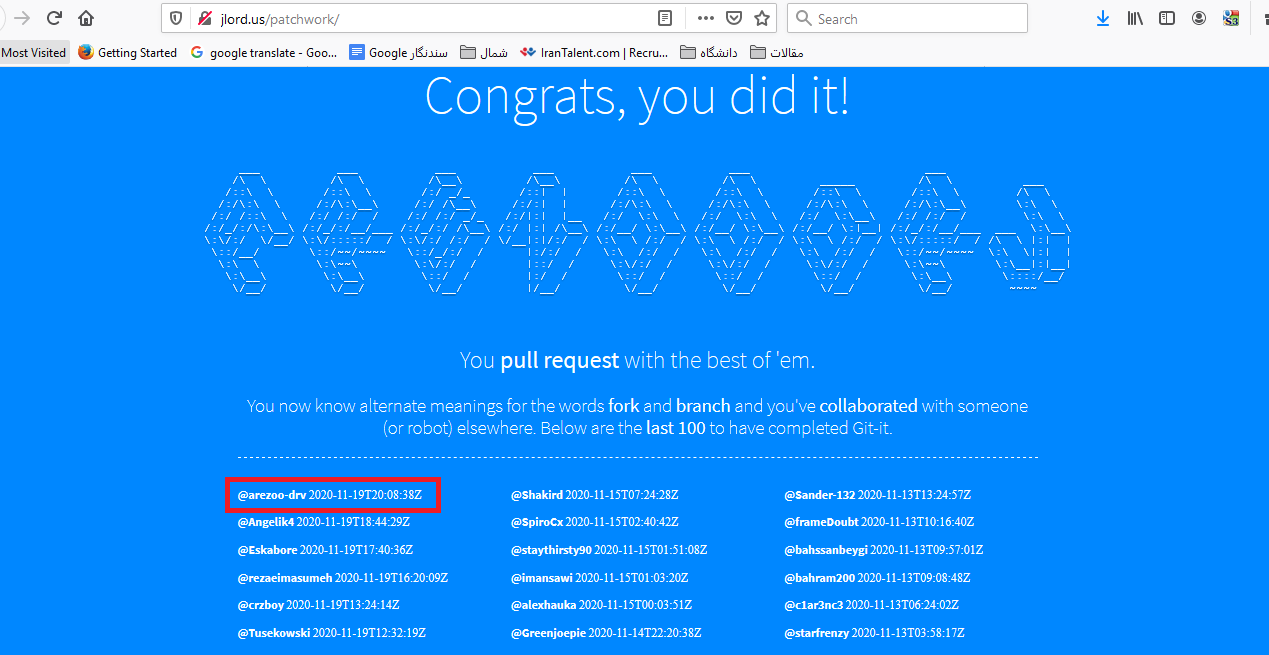 jlord.us/patchwork/
Search
Most Visited
Getting Started
google translate - Goo...
Google سندنگار
شمال
IranTalent.com | Recru...
دانشگاه
مقالات
Congrats, you did it!
You pull request with the best of 'em.
You now know alternate meanings for the words fork and branch and you've collaborated with someone
(or robot) elsewhere. Below are the last 100 to have completed Git-it.
@arezoo-drv 2020-11-19T20:08:38Z
@Angelik4 2020-11-19T18:44:29Z
@Eskabore 2020-11-19T17:40:36Z
@rezaeimasumeh 2020-11-19T16:20:09Z
@crzboy 2020-11-19T13:24:14Z
@Tusekowski 2020-11-19T12:32:19Z
@Shakird 2020-11-15T07:24:28Z
@SpiroCx 2020-11-15T02:40:42Z
@staythirsty90 2020-11-15T01:51:08Z
@imansawi 2020-11-15T01:03:20Z
@alexhauka 2020-11-15T00:03:51Z
@Greenjoepie 2020-11-14T22:20:38Z
@Sander-132 2020-11-13T13:24:57Z
@frameDoubt 2020-11-13T10:16:40Z
@bahssanbeygi 2020-11-13T09:57:01Z
@bahram200 2020-11-13T09:08:48Z
@c1ar3nc3 2020-11-13T06:24:02Z
@starfrenzy 2020-11-13T03:58:17Z